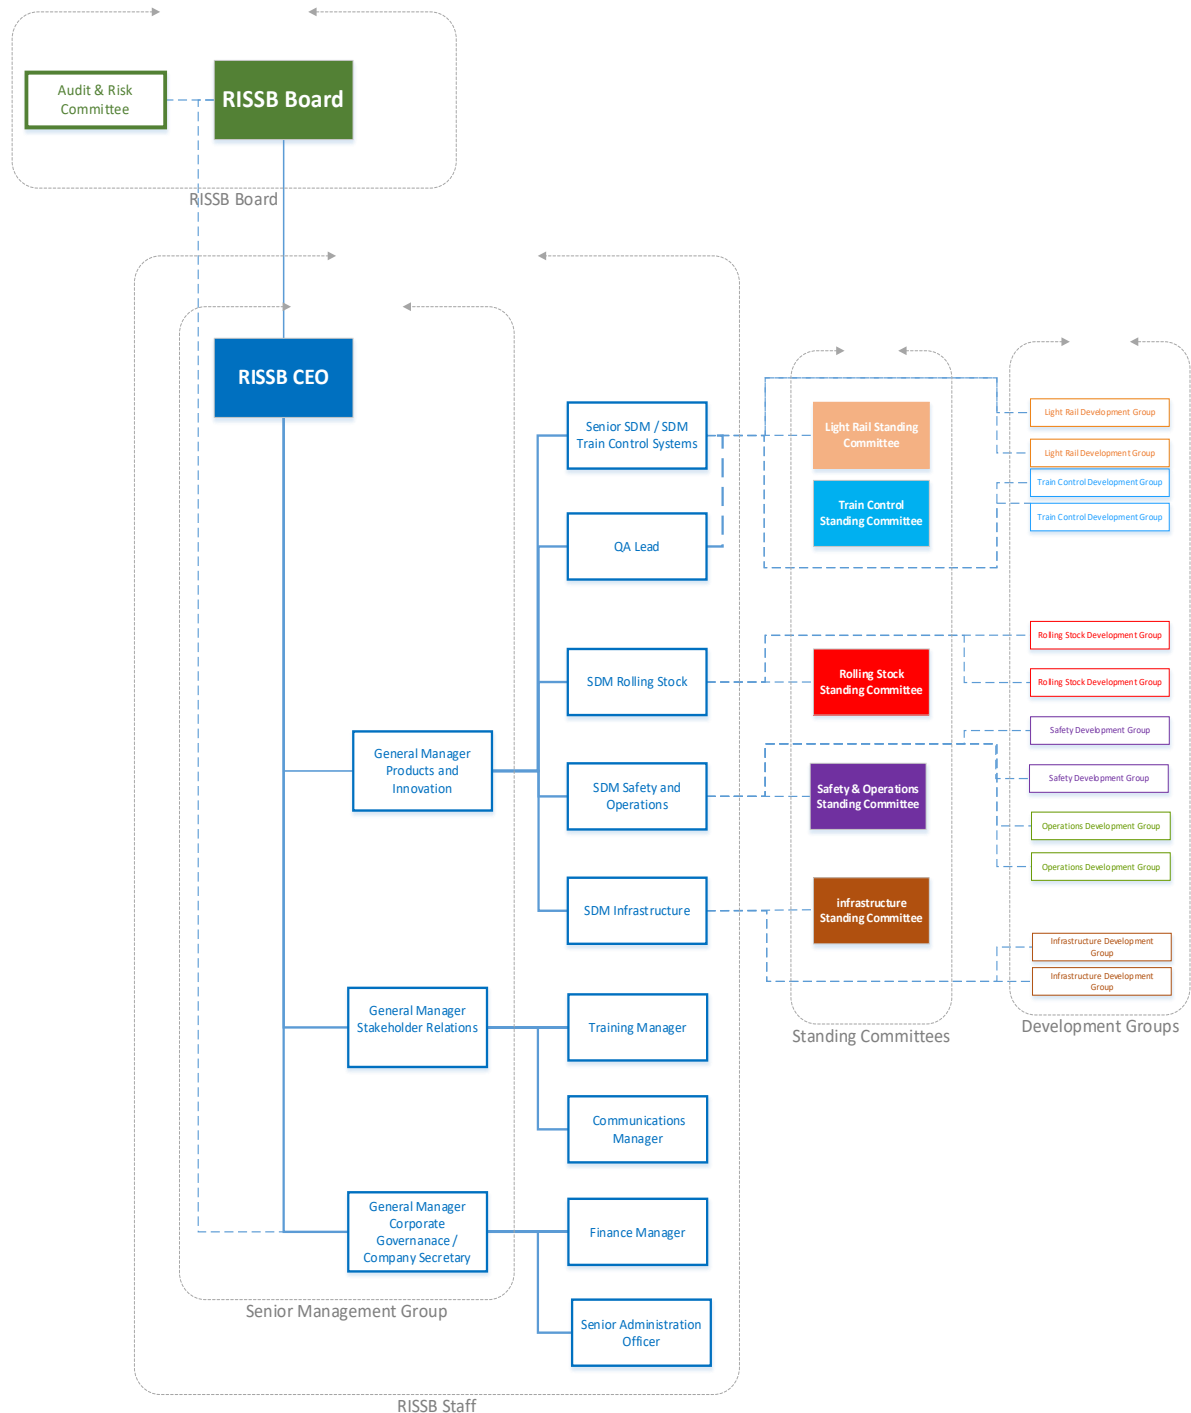 Audit & Risk
Committee
RISSB Board
RISSB Board
RISSB CEO
Senior SDM / SDM
Train Control Systems
QA Lead
SDM Rolling Stock
General Manager
Products and
Innovation
SDM Safety and
Operations
SDM Infrastructure
General Manager
Stakeholder Relations
Training Manager
Communications
Manager
General Manager
Corporate
Governanace /
Company Secretary
Finance Manager
Senior Administration
Officer
Senior Management Group
RISSB Staff
Light Rail Standing
Committee
Train Control
Standing Committee
Rolling Stock
Standing Committee
Safety & Operations
Standing Committee
infrastructure
Standing Committee
Standing Committees
Light Rail Development Group
Light Rail Development Group
Train Control Development Group
Train Control Development Group
Rolling Stock Development Group
Rolling Stock Development Group
Safety Development Group
Safety Development Group
Operations Development Group
Operations Development Group
Infrastructure Development
Group
Infrastructure Development
Group
Development Groups